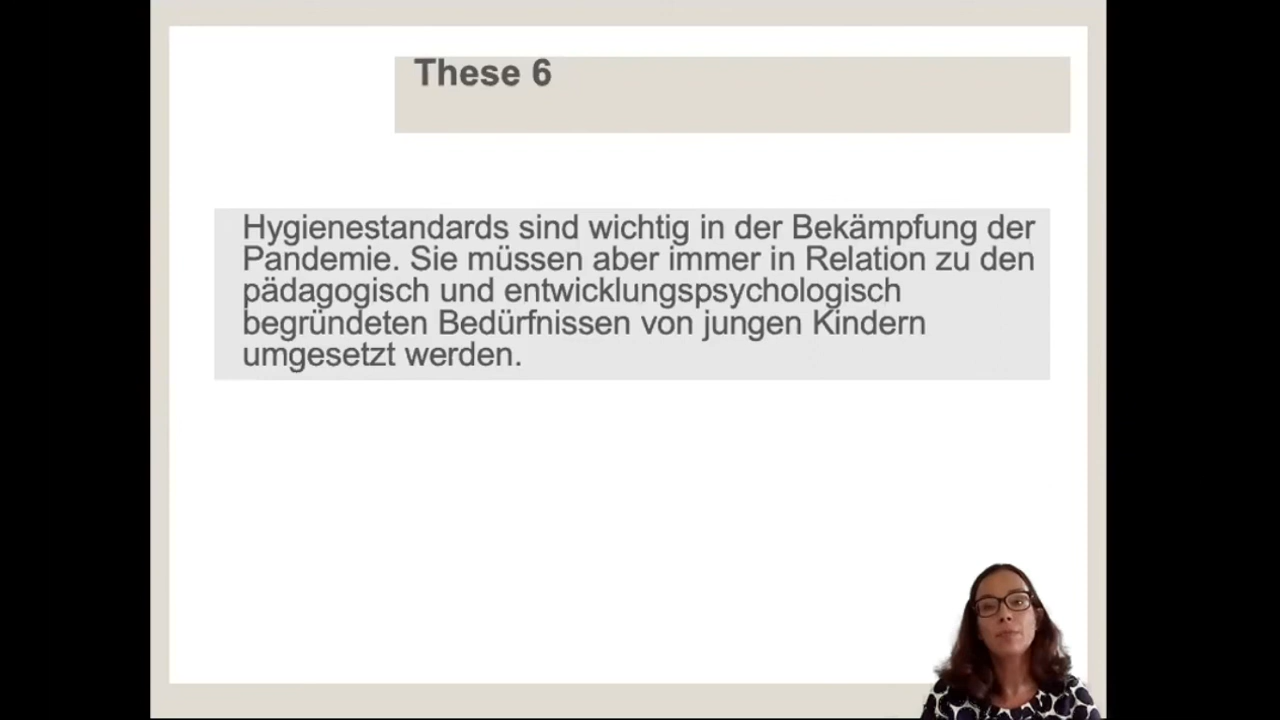 These 6
Hygienestandards sind wichtig in der Bekämpfung der
Pandemie. Sie müssen aber immer in Relation zu den
pädagogisch und entwicklungspsychologisch
begründeten Bedürfnissen von jungen Kindern
umgesetzt werden.